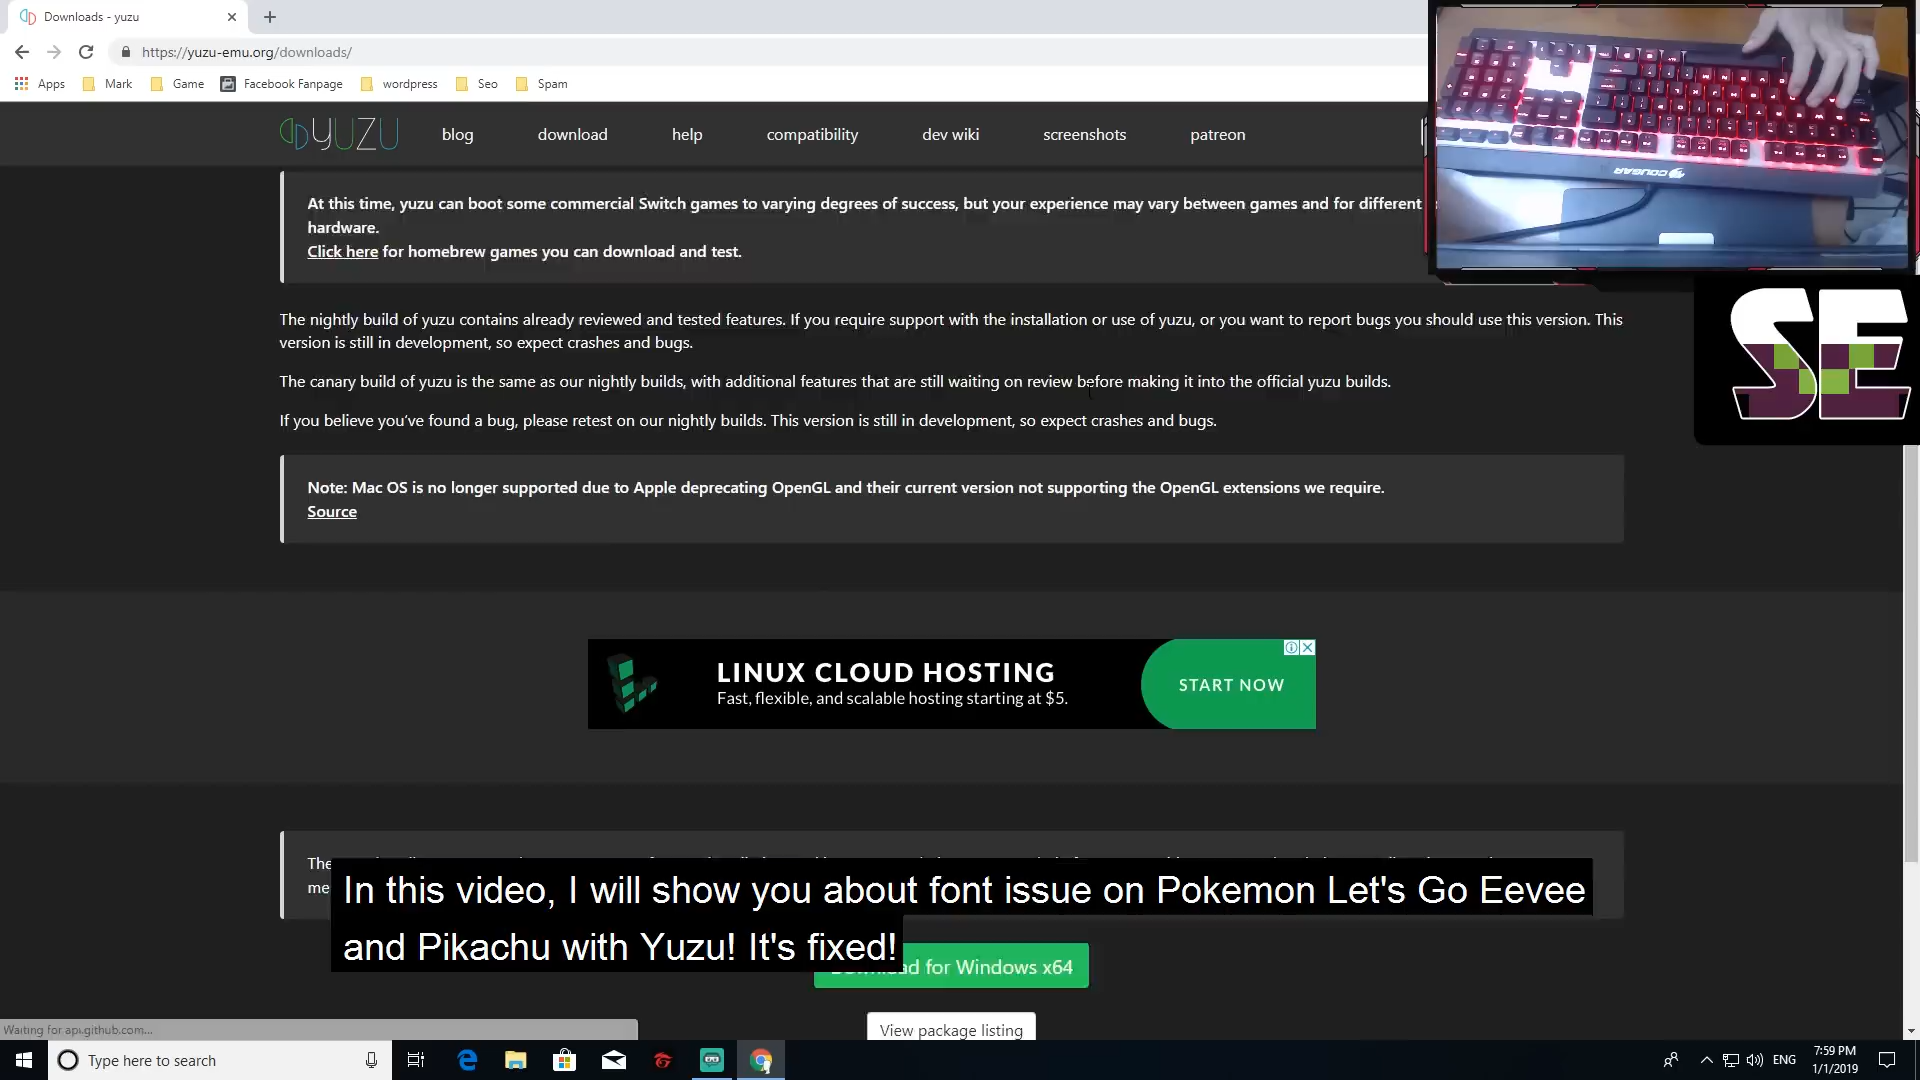 Downloads - yuzu
https://yuzu-emu.org/downloads/
Apps Mark Game Facebook Fanpage wordpress Seo Spam
YUZU blog download help compatibility dev wiki screenshots patreon
COUGAR
At this time, yuzu can boot some commercial Switch games to varying degrees of success, but your experience may vary between games and for different
hardware.
Click here for homebrew games you can download and test.
SE
The nightly build of yuzu contains already reviewed and tested features. If you require support with the installation or use of yuzu, or you want to report bugs you should use this version. This
version is still in development, so expect crashes and bugs.
The canary build of yuzu is the same as our nightly builds, with additional features that are still waiting on review before making it into the official yuzu builds.
If you believe you've found a bug, please retest on our nightly builds. This version is still in development, so expect crashes and bugs.
Note: Mac OS is no longer supported due to Apple deprecating OpenGL and their current version not supporting the OpenGL extensions we require.
Source
LINUX CLOUD HOSTING
Fast, flexible, and scalable hosting starting at $5.
START NOW
In this video, I will show you about font issue on Pokemon Let's Go Eevee
and Pikachu with Yuzu! It's fixed!
for Windows x64
View package listing
Waiting for api.github.com...
Type here to search
ENG
7:59 PM
1/1/2019